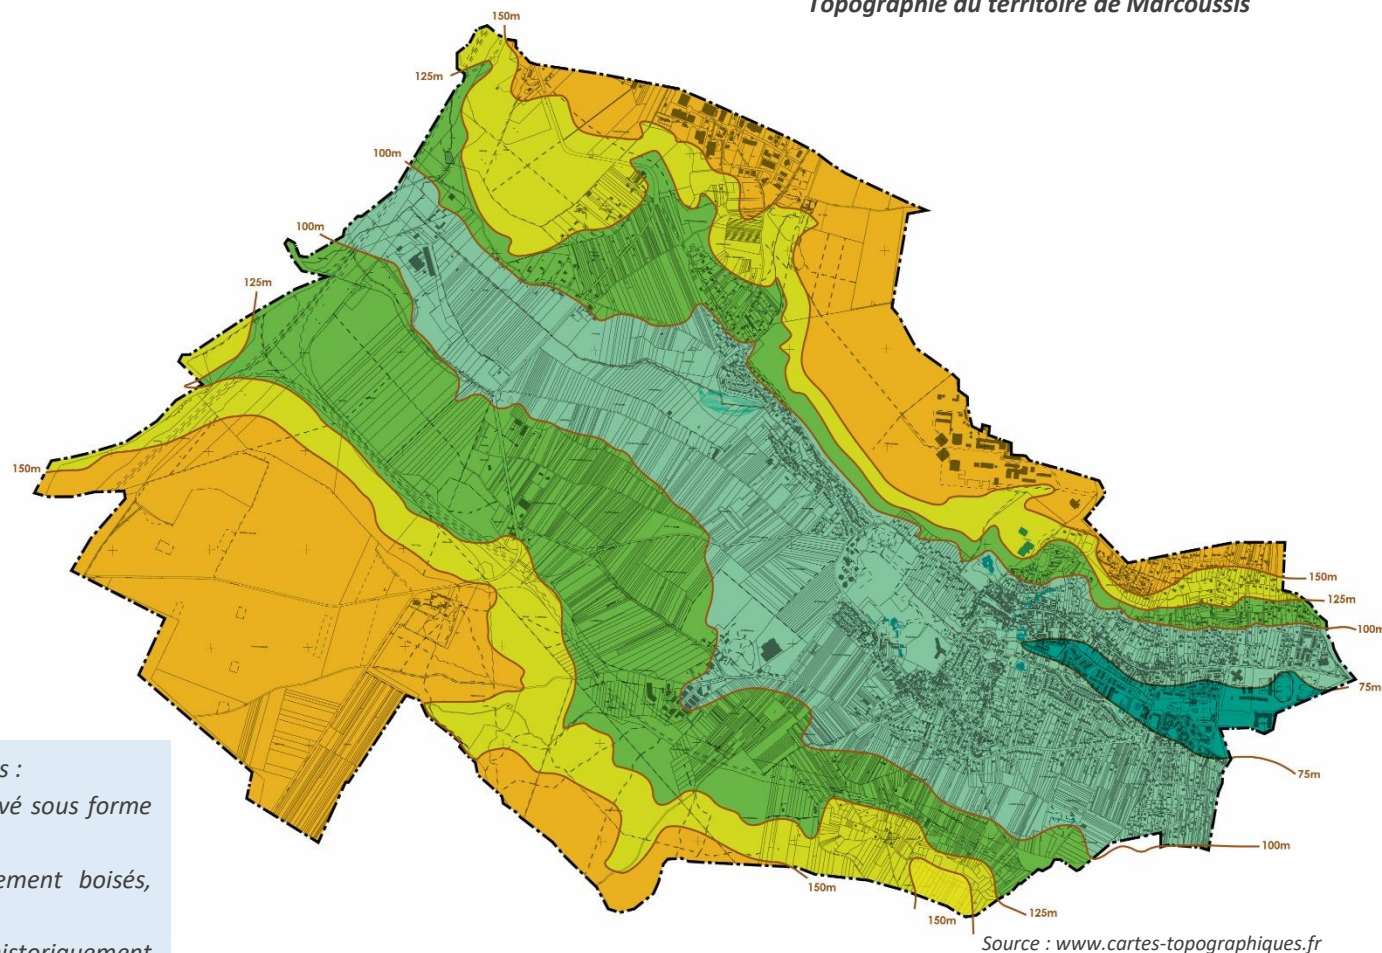 Topographie du territoire de Marcoussis
150m
125m
100m
100m
125m
150m
150m
125m
100m
75m
75m
100m
150m
150m
125m
s :
vé sous forme
ement boisés,
historiquement
Source : www.cartes-topographiques.fr